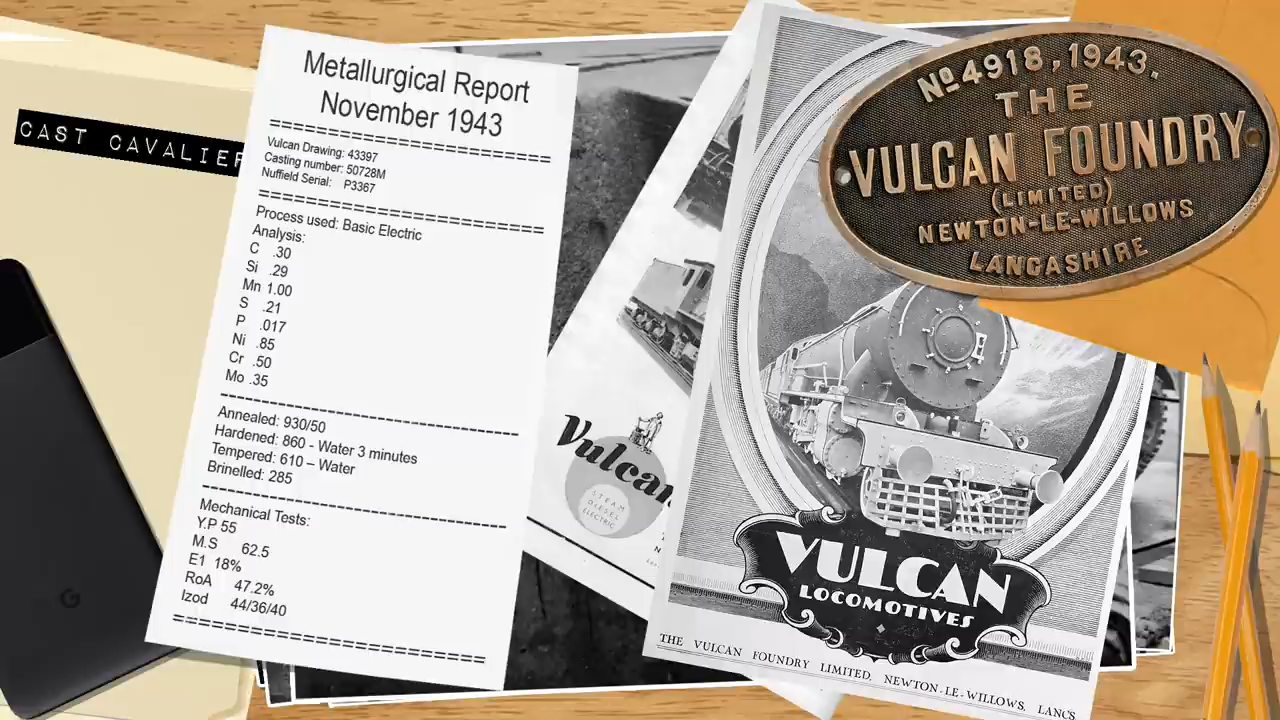 CAST CAVALIER
Metallurgical Report
November 1943
Vulcan Drawing: 43397
Casting number: 50728M
Nuffield Serial: P3367
Process used: Basic Electric
Analysis:
C .30
Si .29
Mn 1.00
S .21
P .017
Ni .85
Cr .50
Mo .35
Annealed: 930/50
Hardened: 860 - Water 3 minutes
Tempered: 610 – Water
Brinelled: 285
Mechanical Tests:
Y.P 55
M.S 62.5
E1 18%
RoA 47.2%
Izod 44/36/40
Vulcan
STEAM
DIESEL
ELECTRIC
VULCAN
LOCOMOTIVES
THE VULCAN FOUNDRY LIMITED, NEWTON-LE-WILLOWS, LANCS.
Nº 4918, 1943.
THE
VULCAN FOUNDRY
(LIMITED)
NEWTON-LE-WILLOWS
LANCASHIRE